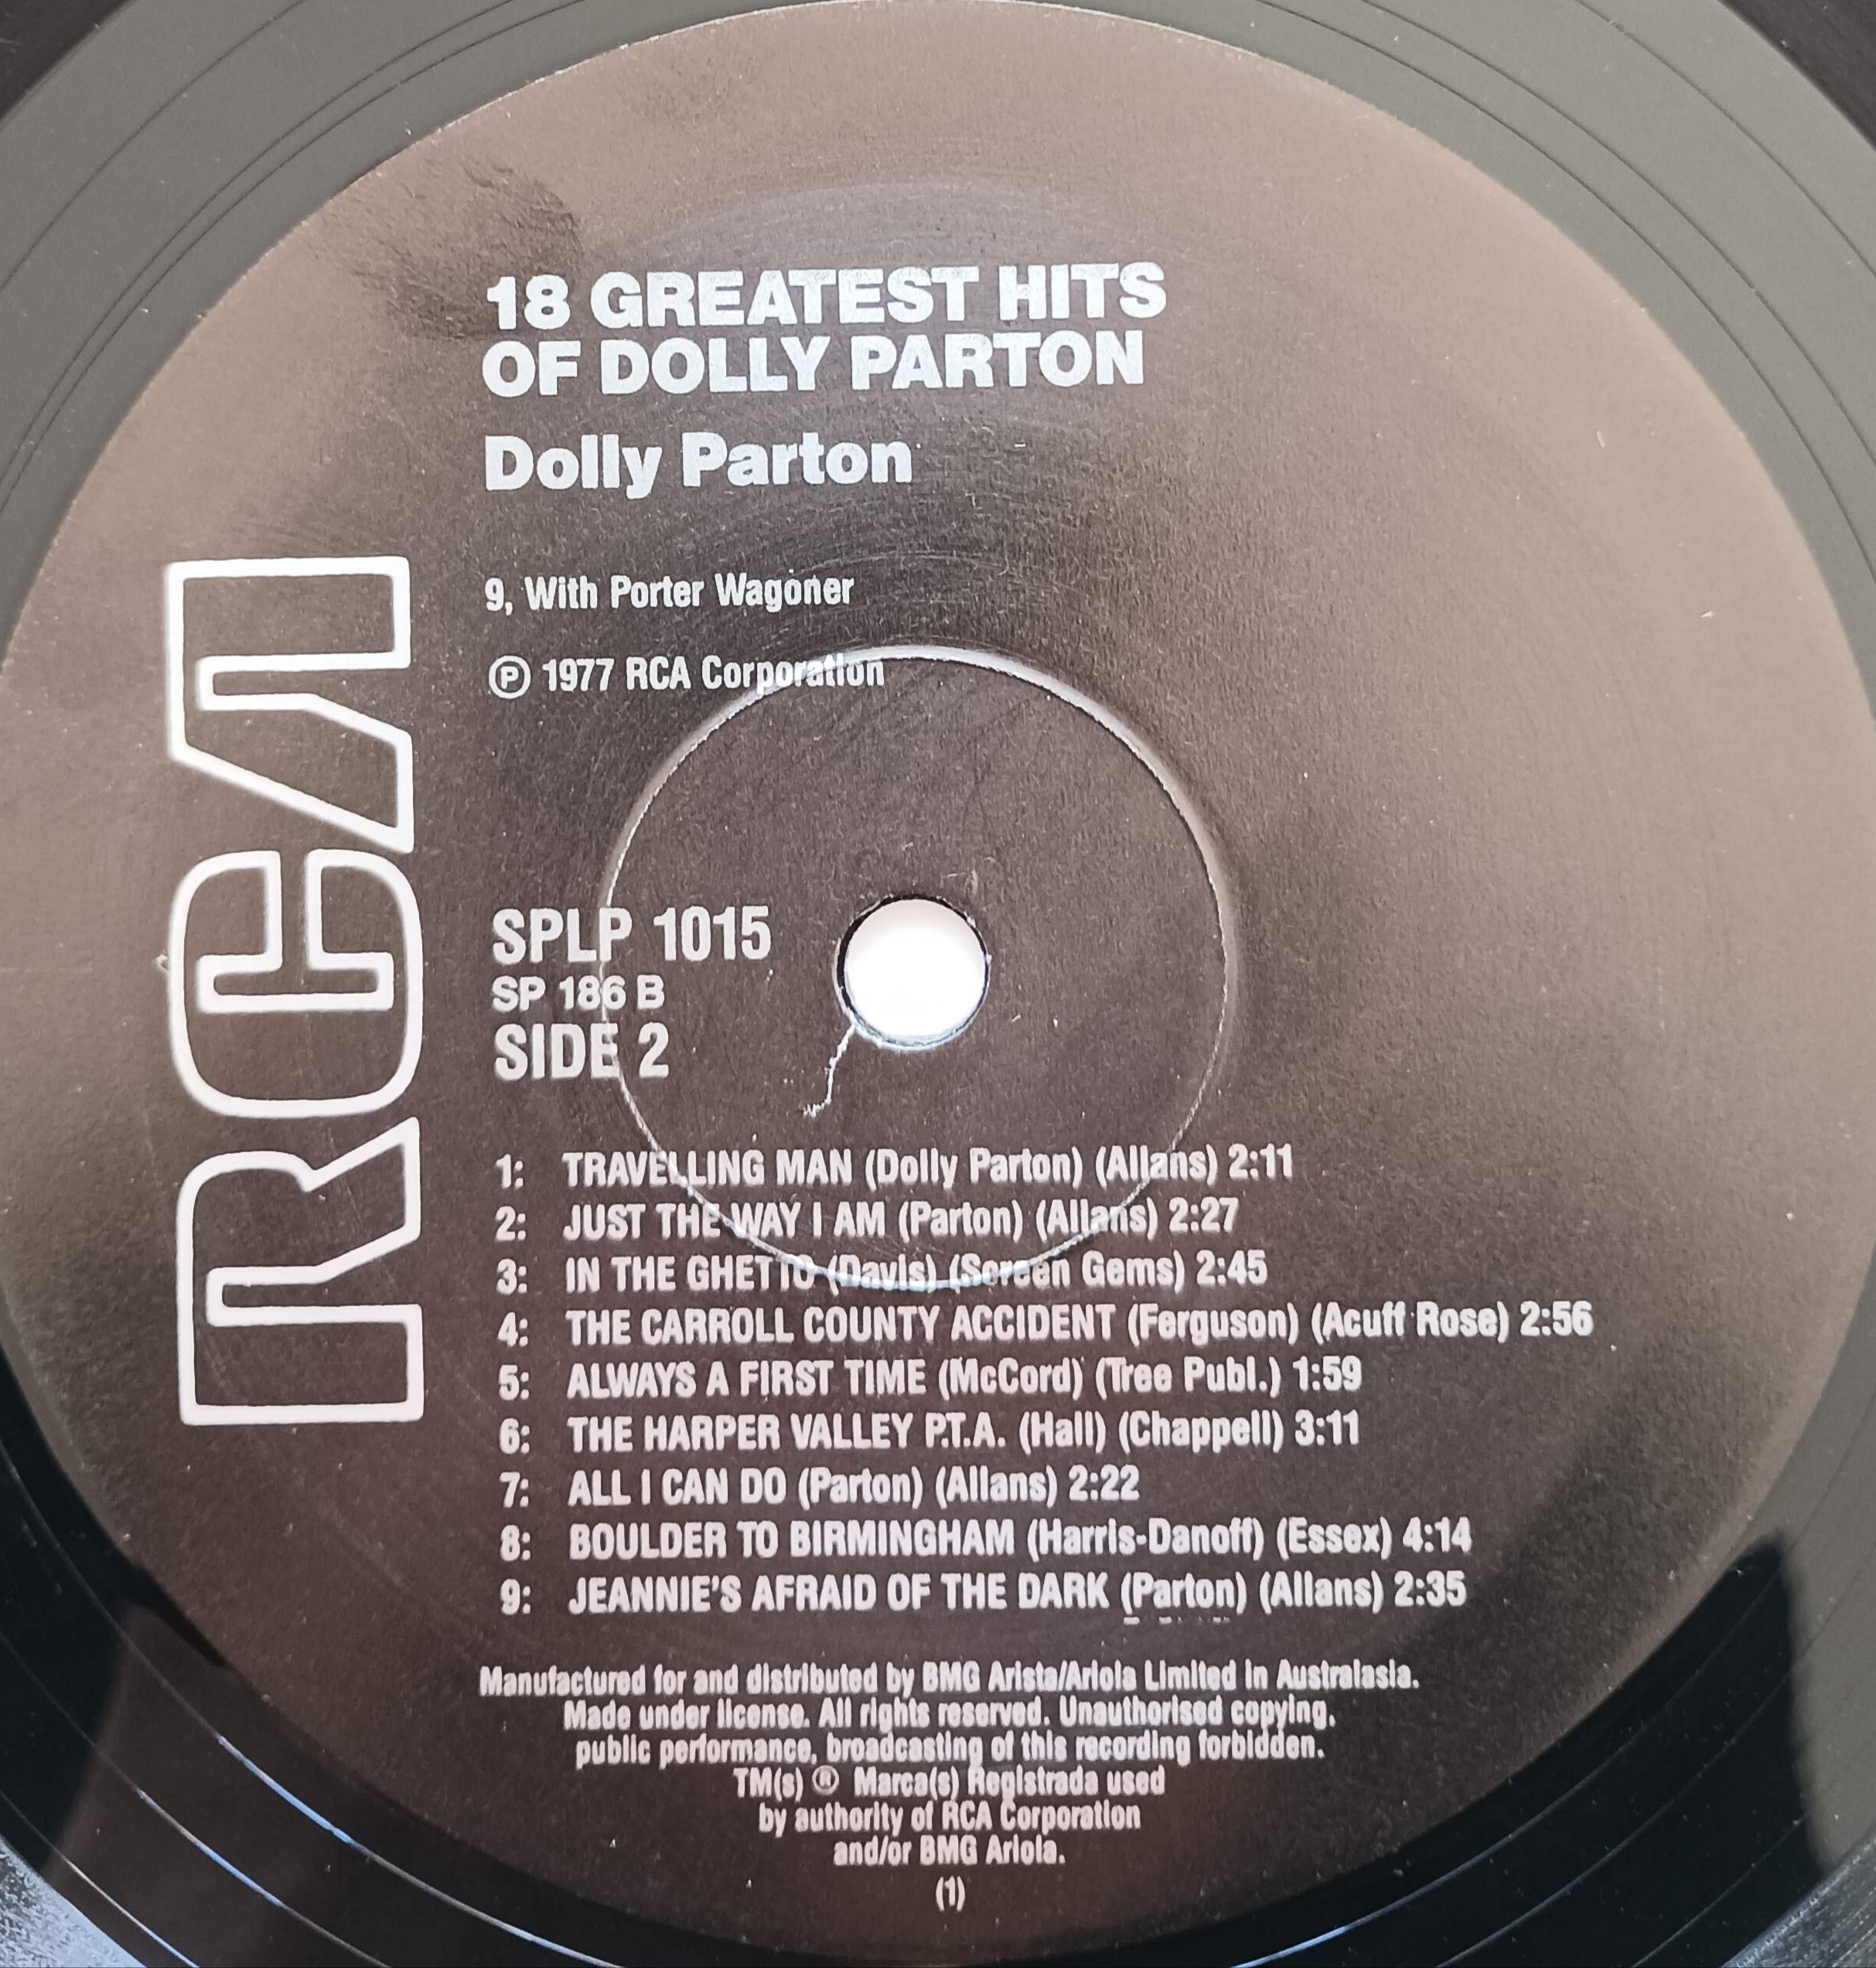 18 GREATEST HITS
OF DOLLY PARTON
Dolly Parton
9, With Porter Wagoner
Ⓟ 1977 RCA Corporation
RCA
SPLP 1015
SP 186 B
SIDE 2
1: TRAVELLING MAN (Dolly Parton) (Allans) 2:11
2: JUST THE WAY I AM (Parton) (Allans) 2:27
3: IN THE GHETTO (Davis) (Screen Gems) 2:45
4: THE CARROLL COUNTY ACCIDENT (Ferguson) (Acuff Rose) 2:56
5: ALWAYS A FIRST TIME (McCord) (Tree Publ.) 1:59
6: THE HARPER VALLEY P.T.A. (Hall) (Chappell) 3:11
7: ALL I CAN DO (Parton) (Allans) 2:22
8: BOULDER TO BIRMINGHAM (Harris-Danoff) (Essex) 4:14
9: JEANNIE'S AFRAID OF THE DARK (Parton) (Allans) 2:35
Manufactured for and distributed by BMG Arista/Ariola Limited in Australasia.
Made under license. All rights reserved. Unauthorised copying,
public performance, broadcasting of this recording forbidden.
TM(s) ® Marca(s) Registrada used
by authority of RCA Corporation
and/or BMG Ariola.
(1)